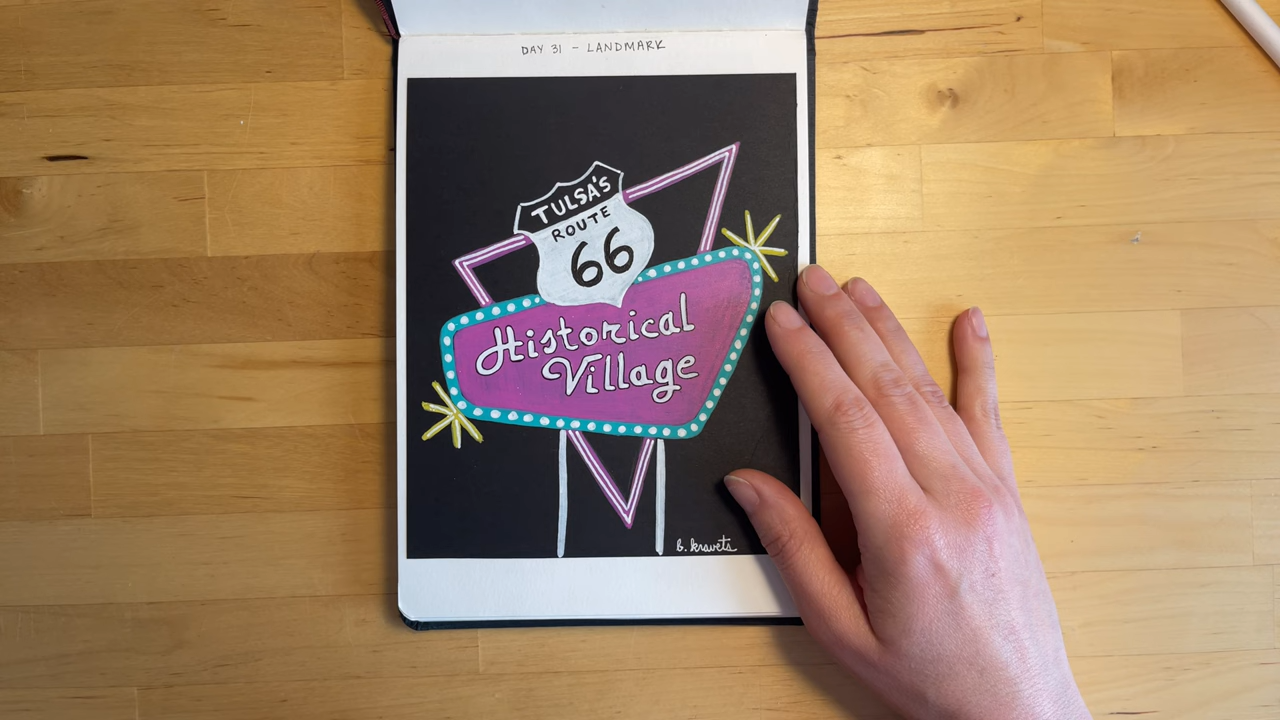 DAY 31 - LANDMARK
TULSA'S
ROUTE
66
Historical
Village
b. kravets